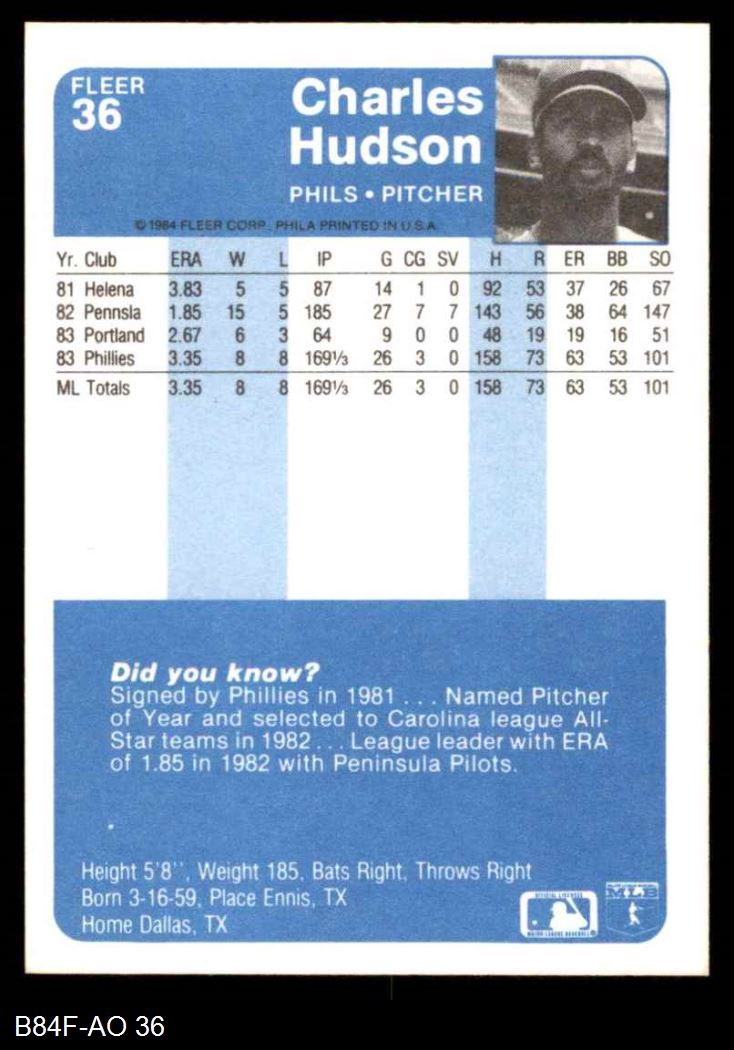 FLEER
36
Charles
Hudson
PHILS • PITCHER
© 1984 FLEER CORP. PHILA PRINTED IN U.S.A.
Yr. Club ERA W L IP G CG SV H R ER BB SO
81 Helena 3.83 5 5 87 14 1 0 92 53 37 26 67
82 Pennsla 1.85 15 5 185 27 7 7 143 56 38 64 147
83 Portland 2.67 6 3 64 9 0 0 48 19 19 16 51
83 Phillies 3.35 8 8 169⅓ 26 3 0 158 73 63 53 101
ML Totals 3.35 8 8 169⅓ 26 3 0 158 73 63 53 101
Did you know?
Signed by Phillies in 1981 . . . Named Pitcher
of Year and selected to Carolina league All-
Star teams in 1982 . . . League leader with ERA
of 1.85 in 1982 with Peninsula Pilots.
Height 5'8'', Weight 185, Bats Right, Throws Right
Born 3-16-59, Place Ennis, TX
Home Dallas, TX
OFFICIAL LICENSEE
MAJOR LEAGUE BASEBALL
MLB
B84F-AO 36